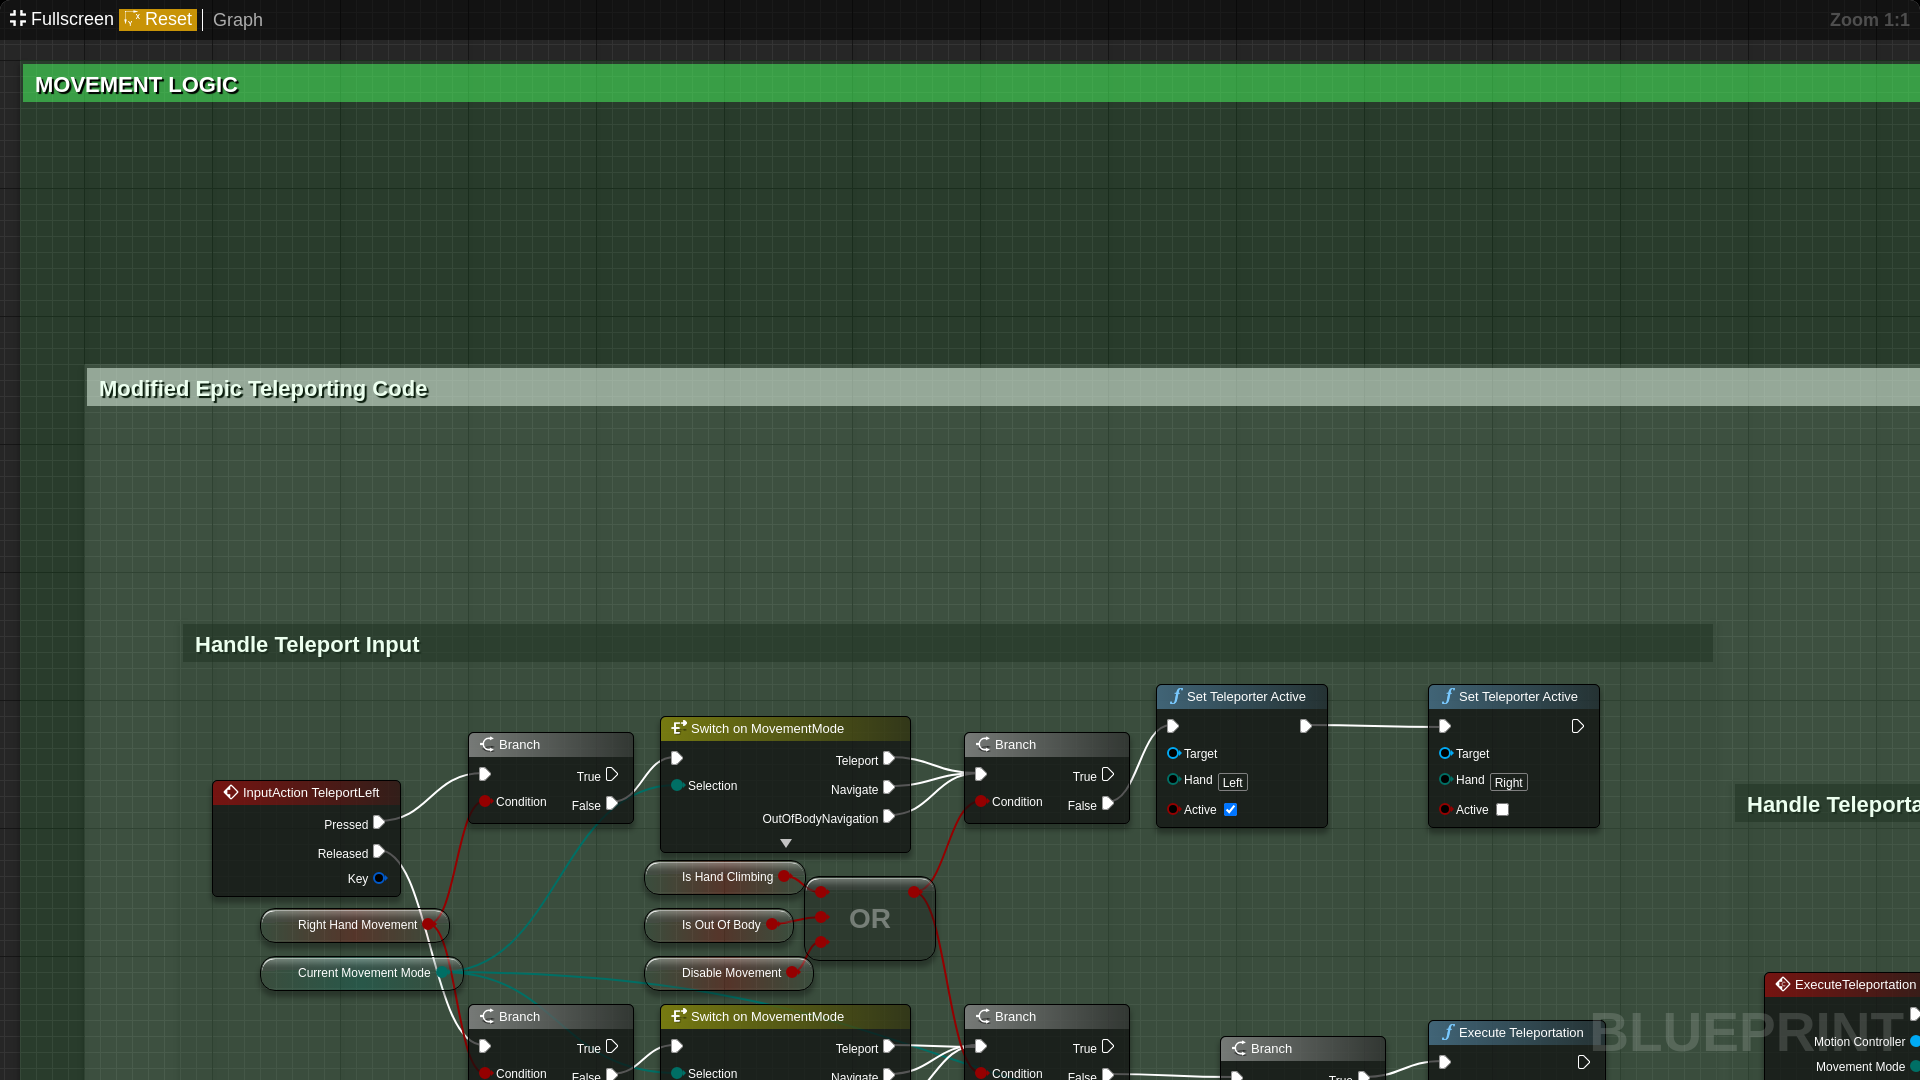 Fullscreen Reset Graph Zoom 1:1
MOVEMENT LOGIC
Modified Epic Teleporting Code
Handle Teleport Input
InputAction TeleportLeft
Pressed
Released
Key
Right Hand Movement
Current Movement Mode
Branch
True
Condition
False
Switch on MovementMode
Teleport
Selection
Navigate
OutOfBodyNavigation
Is Hand Climbing
Is Out Of Body
Disable Movement
OR
Branch
True
Condition
False
Set Teleporter Active
Target
Hand Left
Active
Set Teleporter Active
Target
Hand Right
Active
Branch
True
Condition
False
Switch on MovementMode
Teleport
Selection
Navigate
Branch
True
Condition
False
Branch
True
Execute Teleportation
Handle Teleporta
ExecuteTeleportation
Motion Controller
Movement Mode
BLUEPRINT